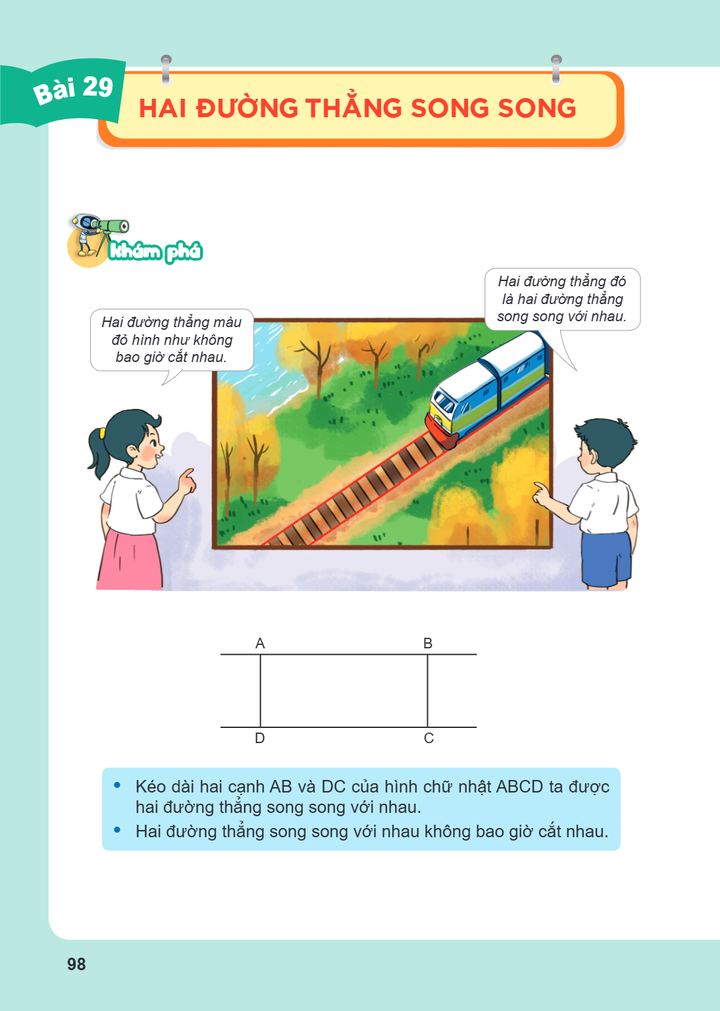 Bài 29
HAI ĐƯỜNG THẲNG SONG SONG
Khám phá
Hai đường thẳng đó
là hai đường thẳng
song song với nhau.
Hai đường thẳng màu
đỏ hình như không
bao giờ cắt nhau.
A
B
D
C
• Kéo dài hai cạnh AB và DC của hình chữ nhật ABCD ta được
hai đường thẳng song song với nhau.
• Hai đường thẳng song song với nhau không bao giờ cắt nhau.
98